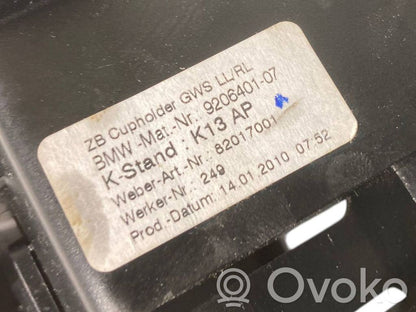 ZB Cupholder GWS LL/RL
BMW-Mat.-Nr.: 9206401-07
K-Stand : K13 AP
Weber-Art.-Nr.: 82017001
Werker-Nr.: 249
Prod.-Datum: 14.01.2010 07:52
Ovoko